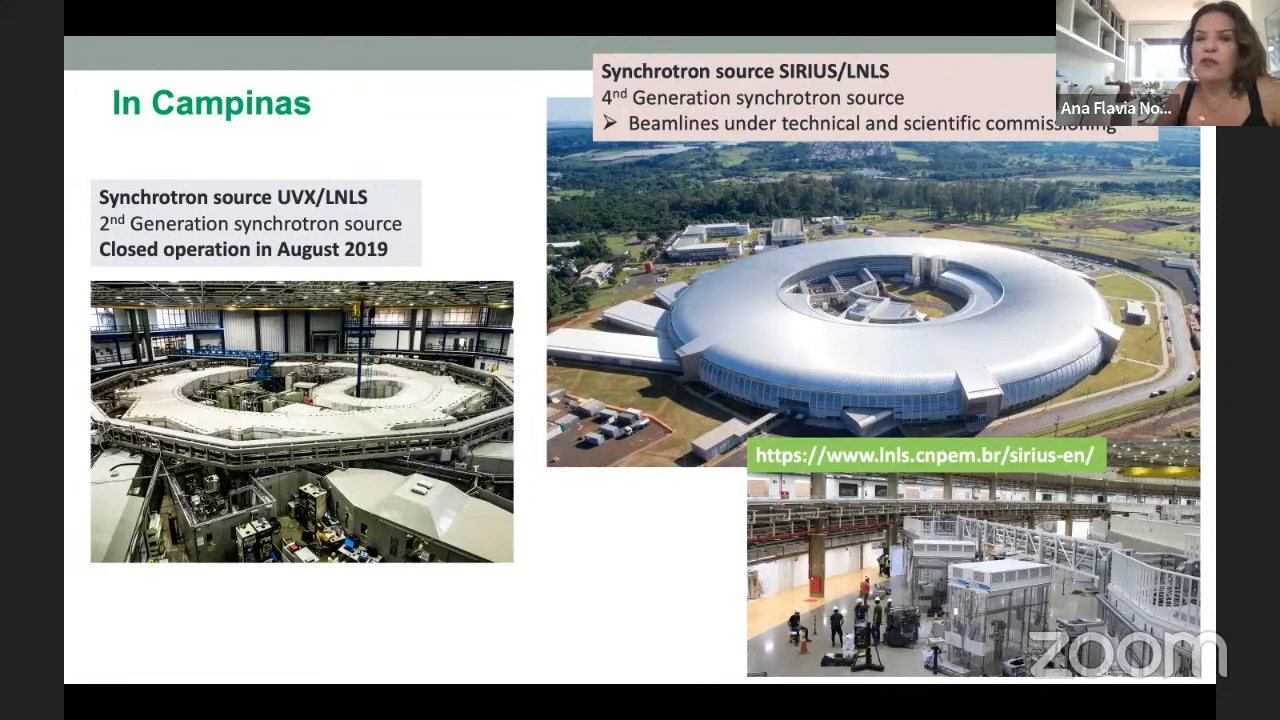 In Campinas
Synchrotron source UVX/LNLS
2nd Generation synchrotron source
Closed operation in August 2019
Synchrotron source SIRIUS/LNLS
4nd Generation synchrotron source
➢ Beamlines under technical and scientific commissioning
Ana Flavia No...
https://www.lnls.cnpem.br/sirius-en/
zoom